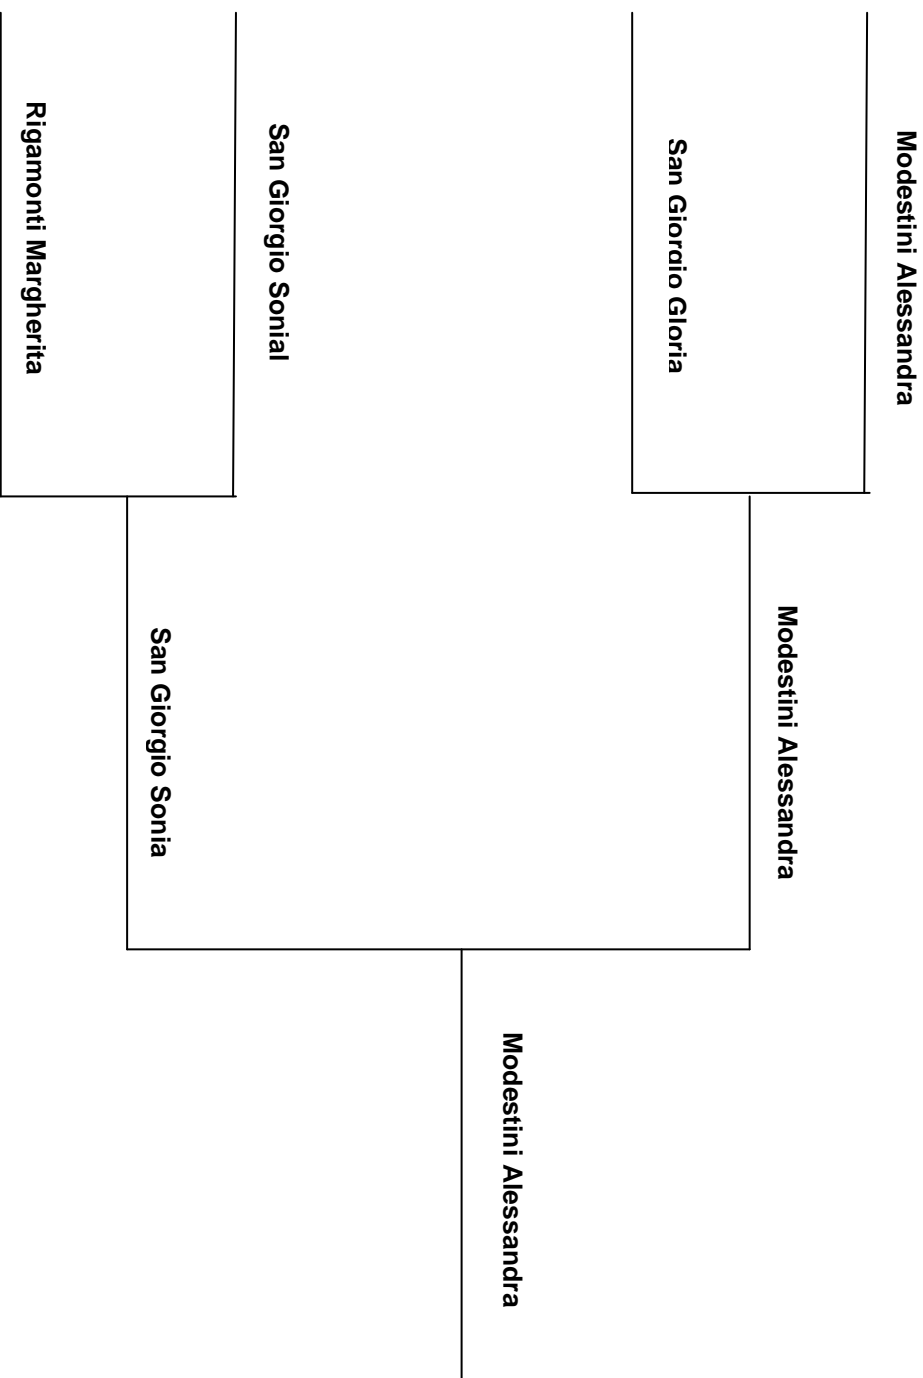 Modestini Alessandra
San Giorgio Gloria
San Giorgio Sonial
Rigamonti Margherita
Modestini Alessandra
San Giorgio Sonia
Modestini Alessandra